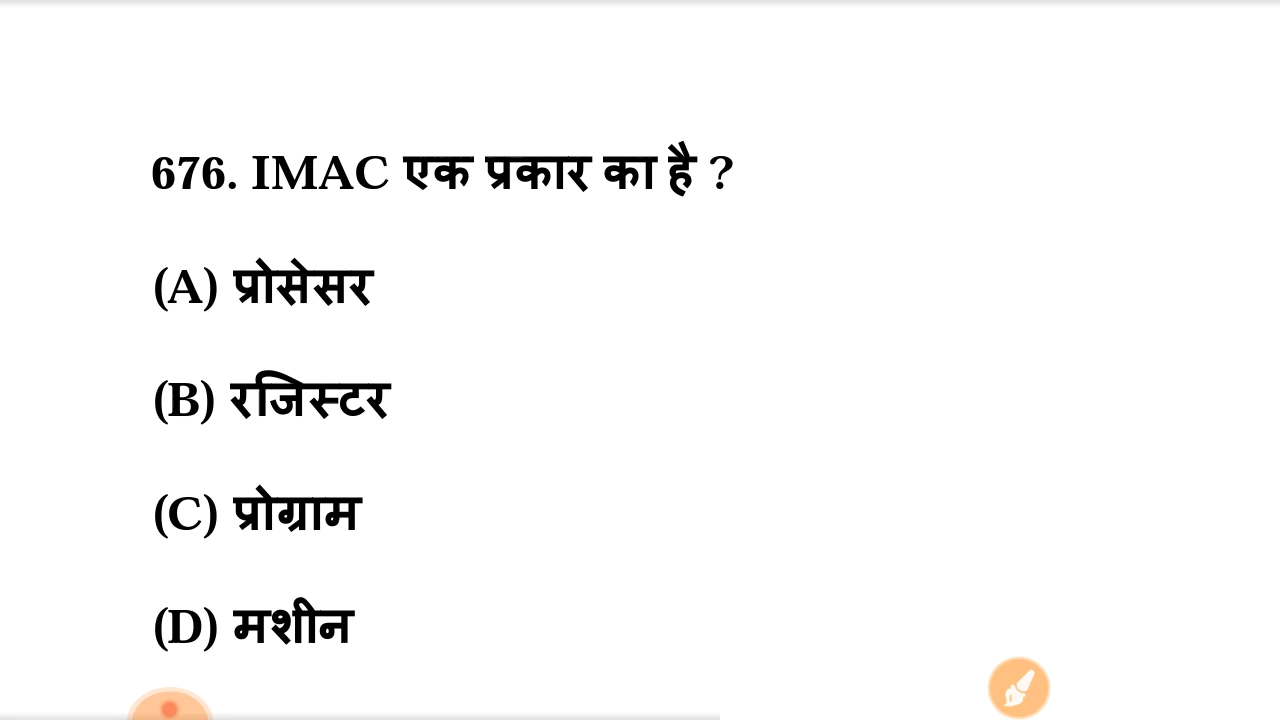 676. IMAC एक प्रकार का है ?
(A) प्रोसेसर
(B) रजिस्टर
(C) प्रोग्राम
(D) मशीन